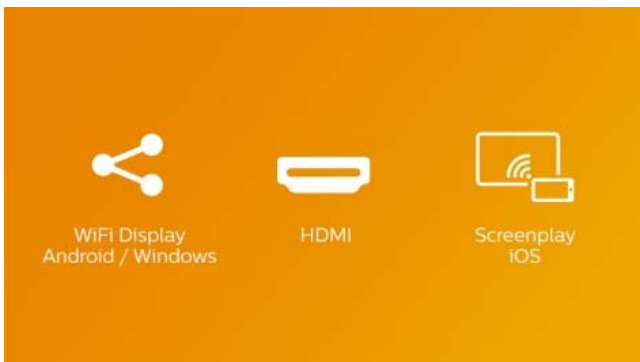 WiFi Display
Android / Windows
HDMI
Screenplay
iOS